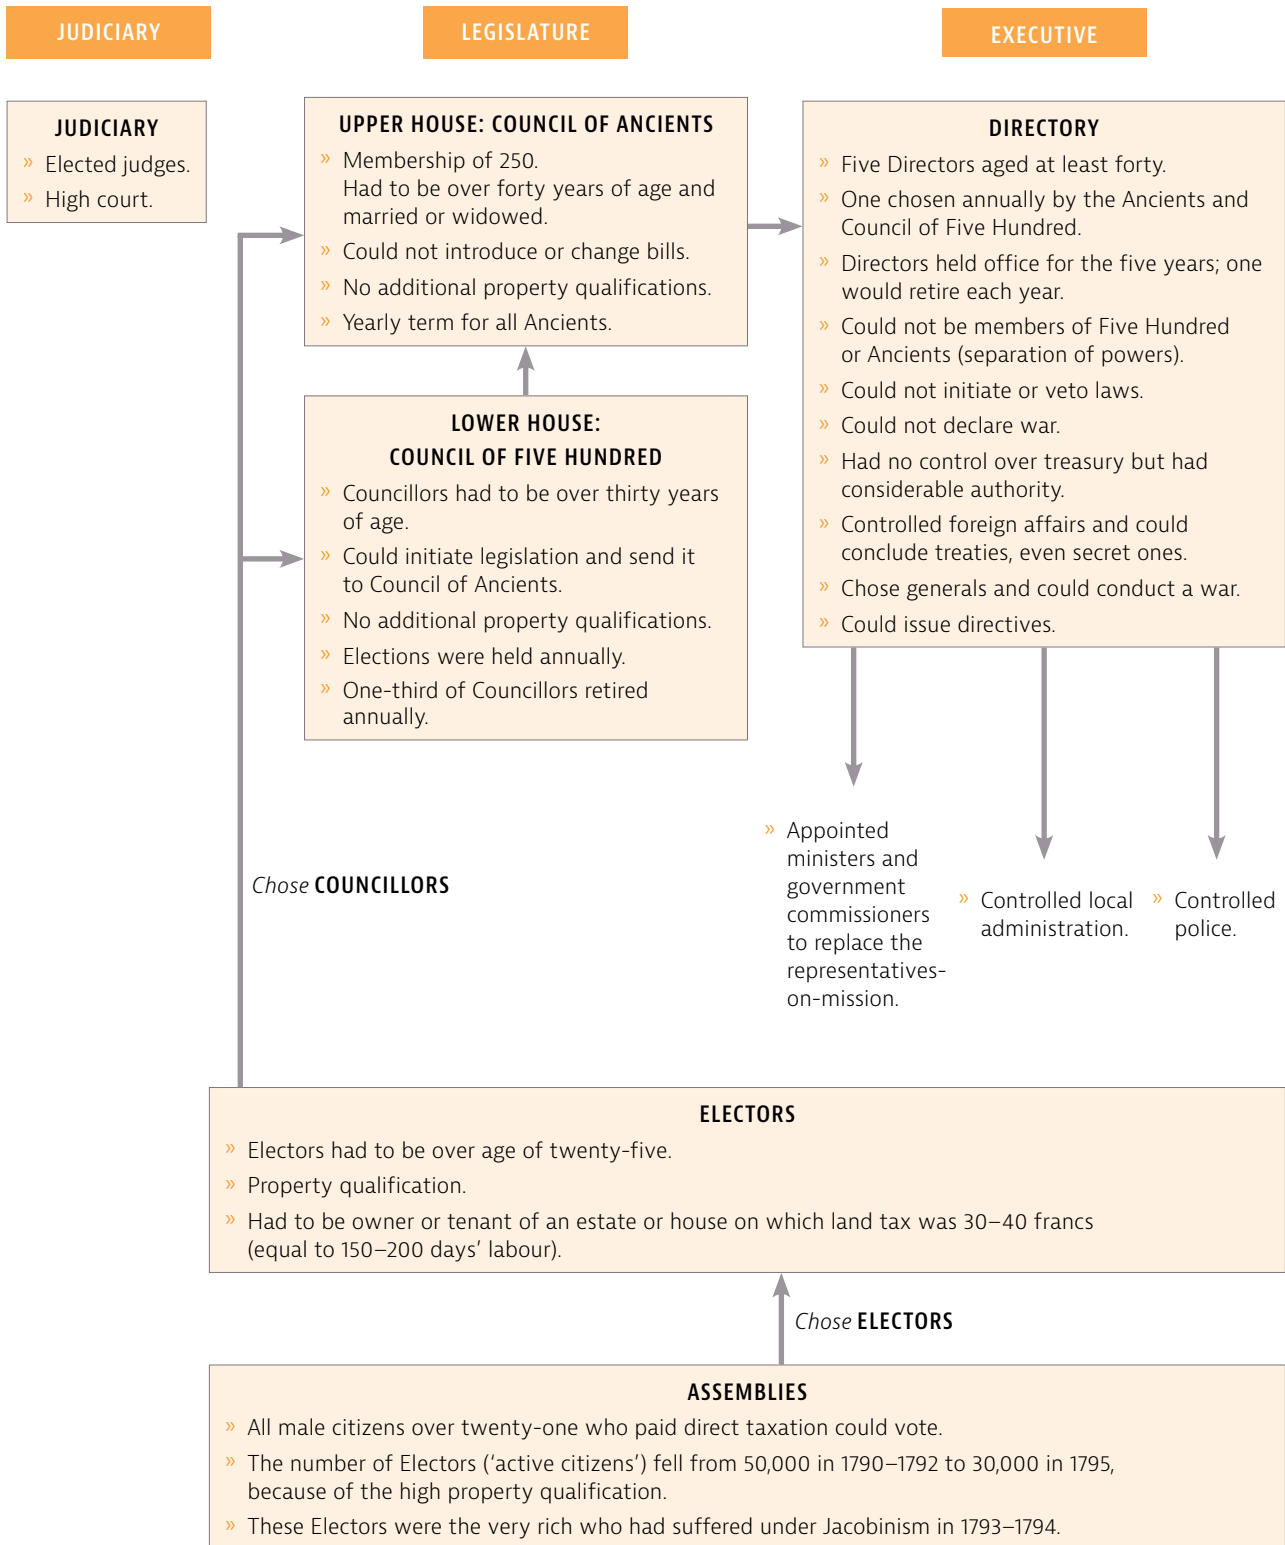 JUDICIARY
LEGISLATURE
EXECUTIVE
JUDICIARY
» Elected judges.
» High court.
UPPER HOUSE: COUNCIL OF ANCIENTS
» Membership of 250.
Had to be over forty years of age and
married or widowed.
» Could not introduce or change bills.
» No additional property qualifications.
» Yearly term for all Ancients.
LOWER HOUSE:
COUNCIL OF FIVE HUNDRED
» Councillors had to be over thirty years
of age.
» Could initiate legislation and send it
to Council of Ancients.
» No additional property qualifications.
» Elections were held annually.
» One-third of Councillors retired
annually.
DIRECTORY
» Five Directors aged at least forty.
» One chosen annually by the Ancients and
Council of Five Hundred.
» Directors held office for the five years; one
would retire each year.
» Could not be members of Five Hundred
or Ancients (separation of powers).
» Could not initiate or veto laws.
» Could not declare war.
» Had no control over treasury but had
considerable authority.
» Controlled foreign affairs and could
conclude treaties, even secret ones.
» Chose generals and could conduct a war.
» Could issue directives.
» Appointed
ministers and
government
commissioners
to replace the
representatives-
on-mission.
» Controlled local
administration.
» Controlled
police.
Chose COUNCILLORS
ELECTORS
» Electors had to be over age of twenty-five.
» Property qualification.
» Had to be owner or tenant of an estate or house on which land tax was 30–40 francs
(equal to 150–200 days' labour).
Chose ELECTORS
ASSEMBLIES
» All male citizens over twenty-one who paid direct taxation could vote.
» The number of Electors ('active citizens') fell from 50,000 in 1790–1792 to 30,000 in 1795,
because of the high property qualification.
» These Electors were the very rich who had suffered under Jacobinism in 1793–1794.